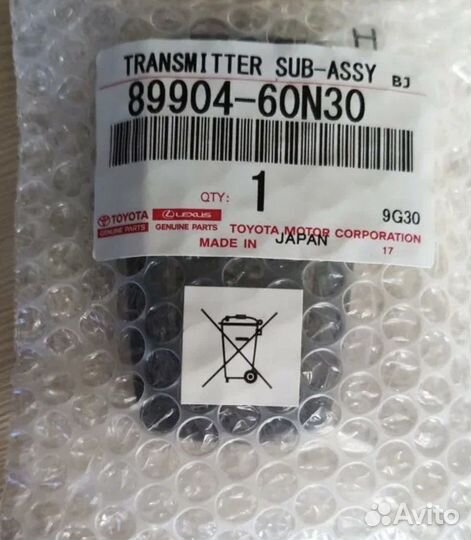 H
TRANSMITTER SUB-ASSY BJ
89904-60N30
QTY: 1 9G30
TOYOTA LEXUS
GENUINE PARTS GENUINE PARTS TOYOTA MOTOR CORPORATION
MADE IN JAPAN 17
Avito